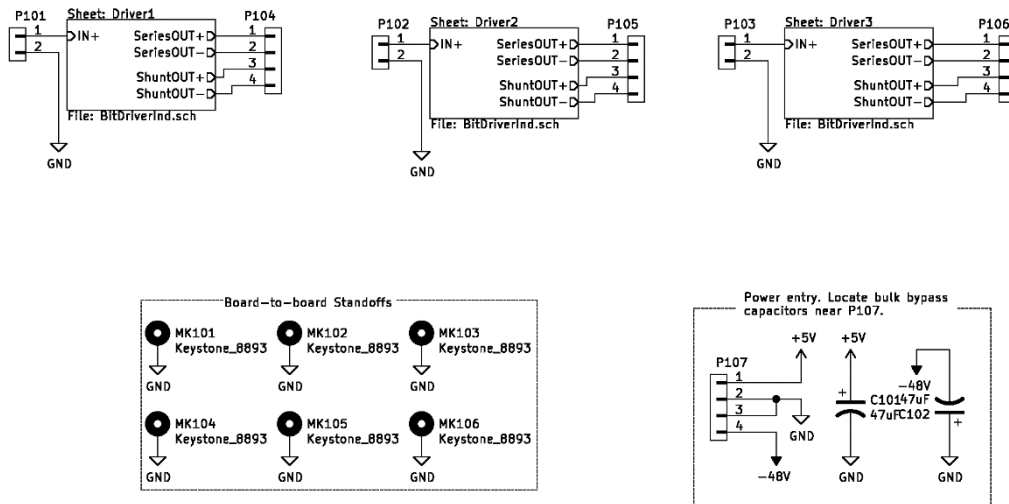 P101
1
2
Sheet: Driver1
IN+
SeriesOUT+
SeriesOUT-
ShuntOUT+
ShuntOUT-
File: BitDriverInd.sch
P104
1
2
3
4
GND
P102
1
2
Sheet: Driver2
IN+
SeriesOUT+
SeriesOUT-
ShuntOUT+
ShuntOUT-
File: BitDriverInd.sch
P105
1
2
3
4
GND
P103
1
2
Sheet: Driver3
IN+
SeriesOUT+
SeriesOUT-
ShuntOUT+
ShuntOUT-
File: BitDriverInd.sch
P106
1
2
3
4
GND
Board-to-board Standoffs
MK101
Keystone_8893
GND
MK102
Keystone_8893
GND
MK103
Keystone_8893
GND
MK104
Keystone_8893
GND
MK105
Keystone_8893
GND
MK106
Keystone_8893
GND
Power entry. Locate bulk bypass
capacitors near P107.
P107
1
2
3
4
+5V
GND
-48V
+5V
+
C101
47uF
GND
-48V
47uF
C102
+
GND